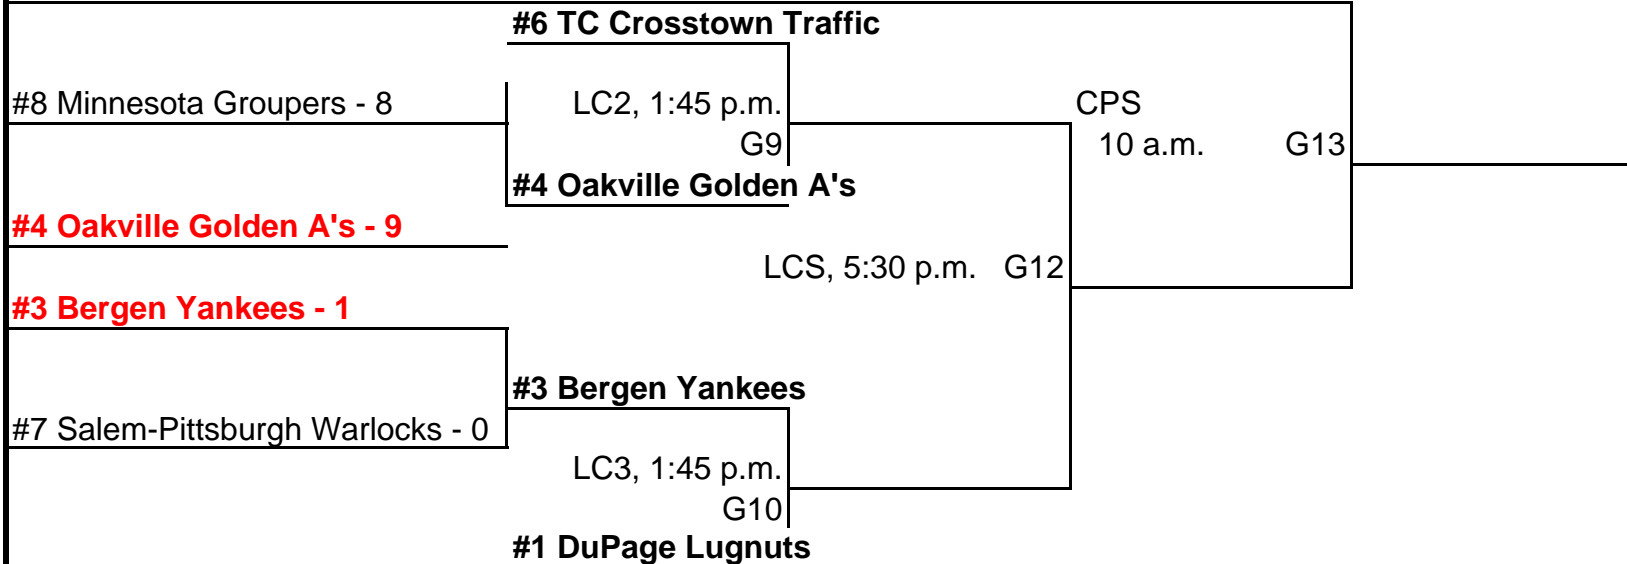 #6 TC Crosstown Traffic
#8 Minnesota Groupers - 8
LC2, 1:45 p.m.
CPS
G9
10 a.m.
G13
#4 Oakville Golden A's
#4 Oakville Golden A's - 9
LCS, 5:30 p.m.
G12
#3 Bergen Yankees - 1
#3 Bergen Yankees
#7 Salem-Pittsburgh Warlocks - 0
LC3, 1:45 p.m.
G10
#1 DuPage Lugnuts